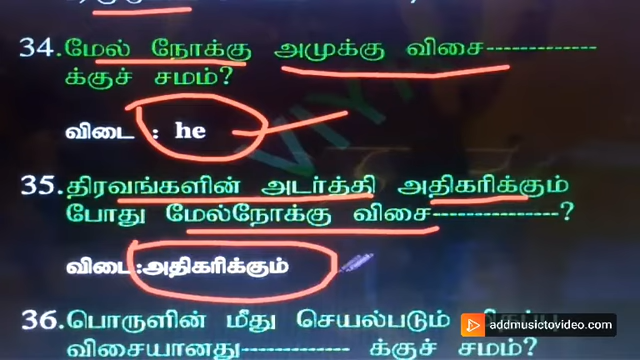 34.மேல் நோக்கு அமுக்கு விசை-------------
க்குச் சமம்?
விடை : he
35.திரவங்களின் அடர்த்தி அதிகரிக்கும்
போது மேல்நோக்கு விசை--------------?
விடை:அதிகரிக்கும்
36.பொருளின் மீது செயல்படும்
addmusictovideo.com
விசையானது------------ க்குச் சமம்?